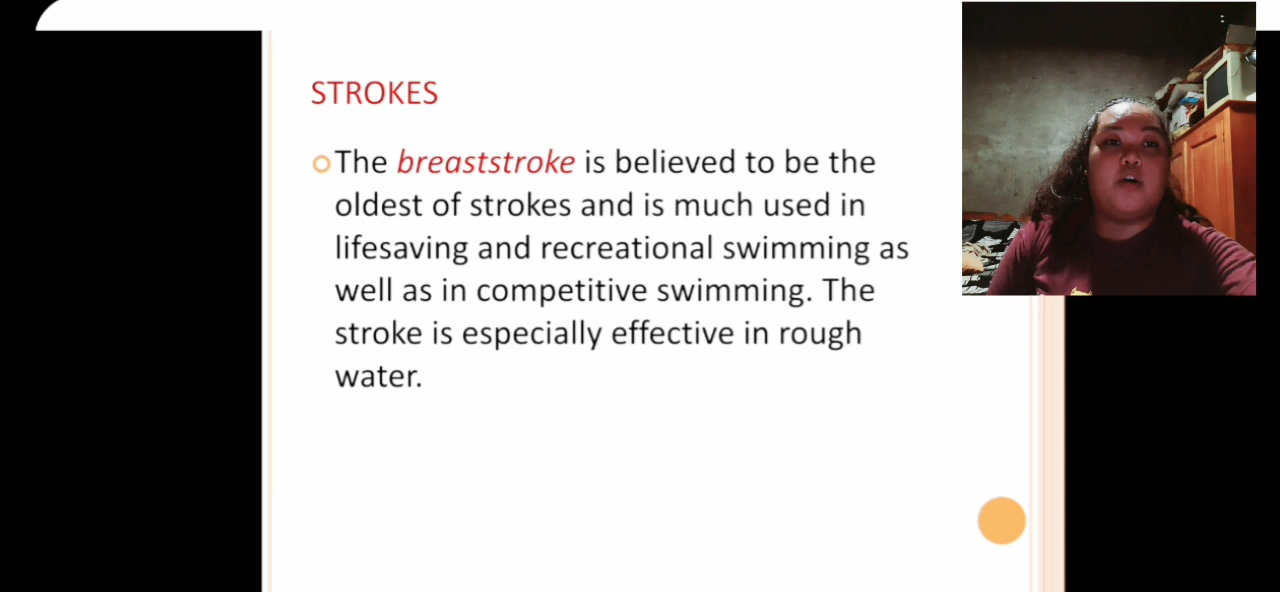 STROKES
The breaststroke is believed to be the
oldest of strokes and is much used in
lifesaving and recreational swimming as
well as in competitive swimming. The
stroke is especially effective in rough
water.